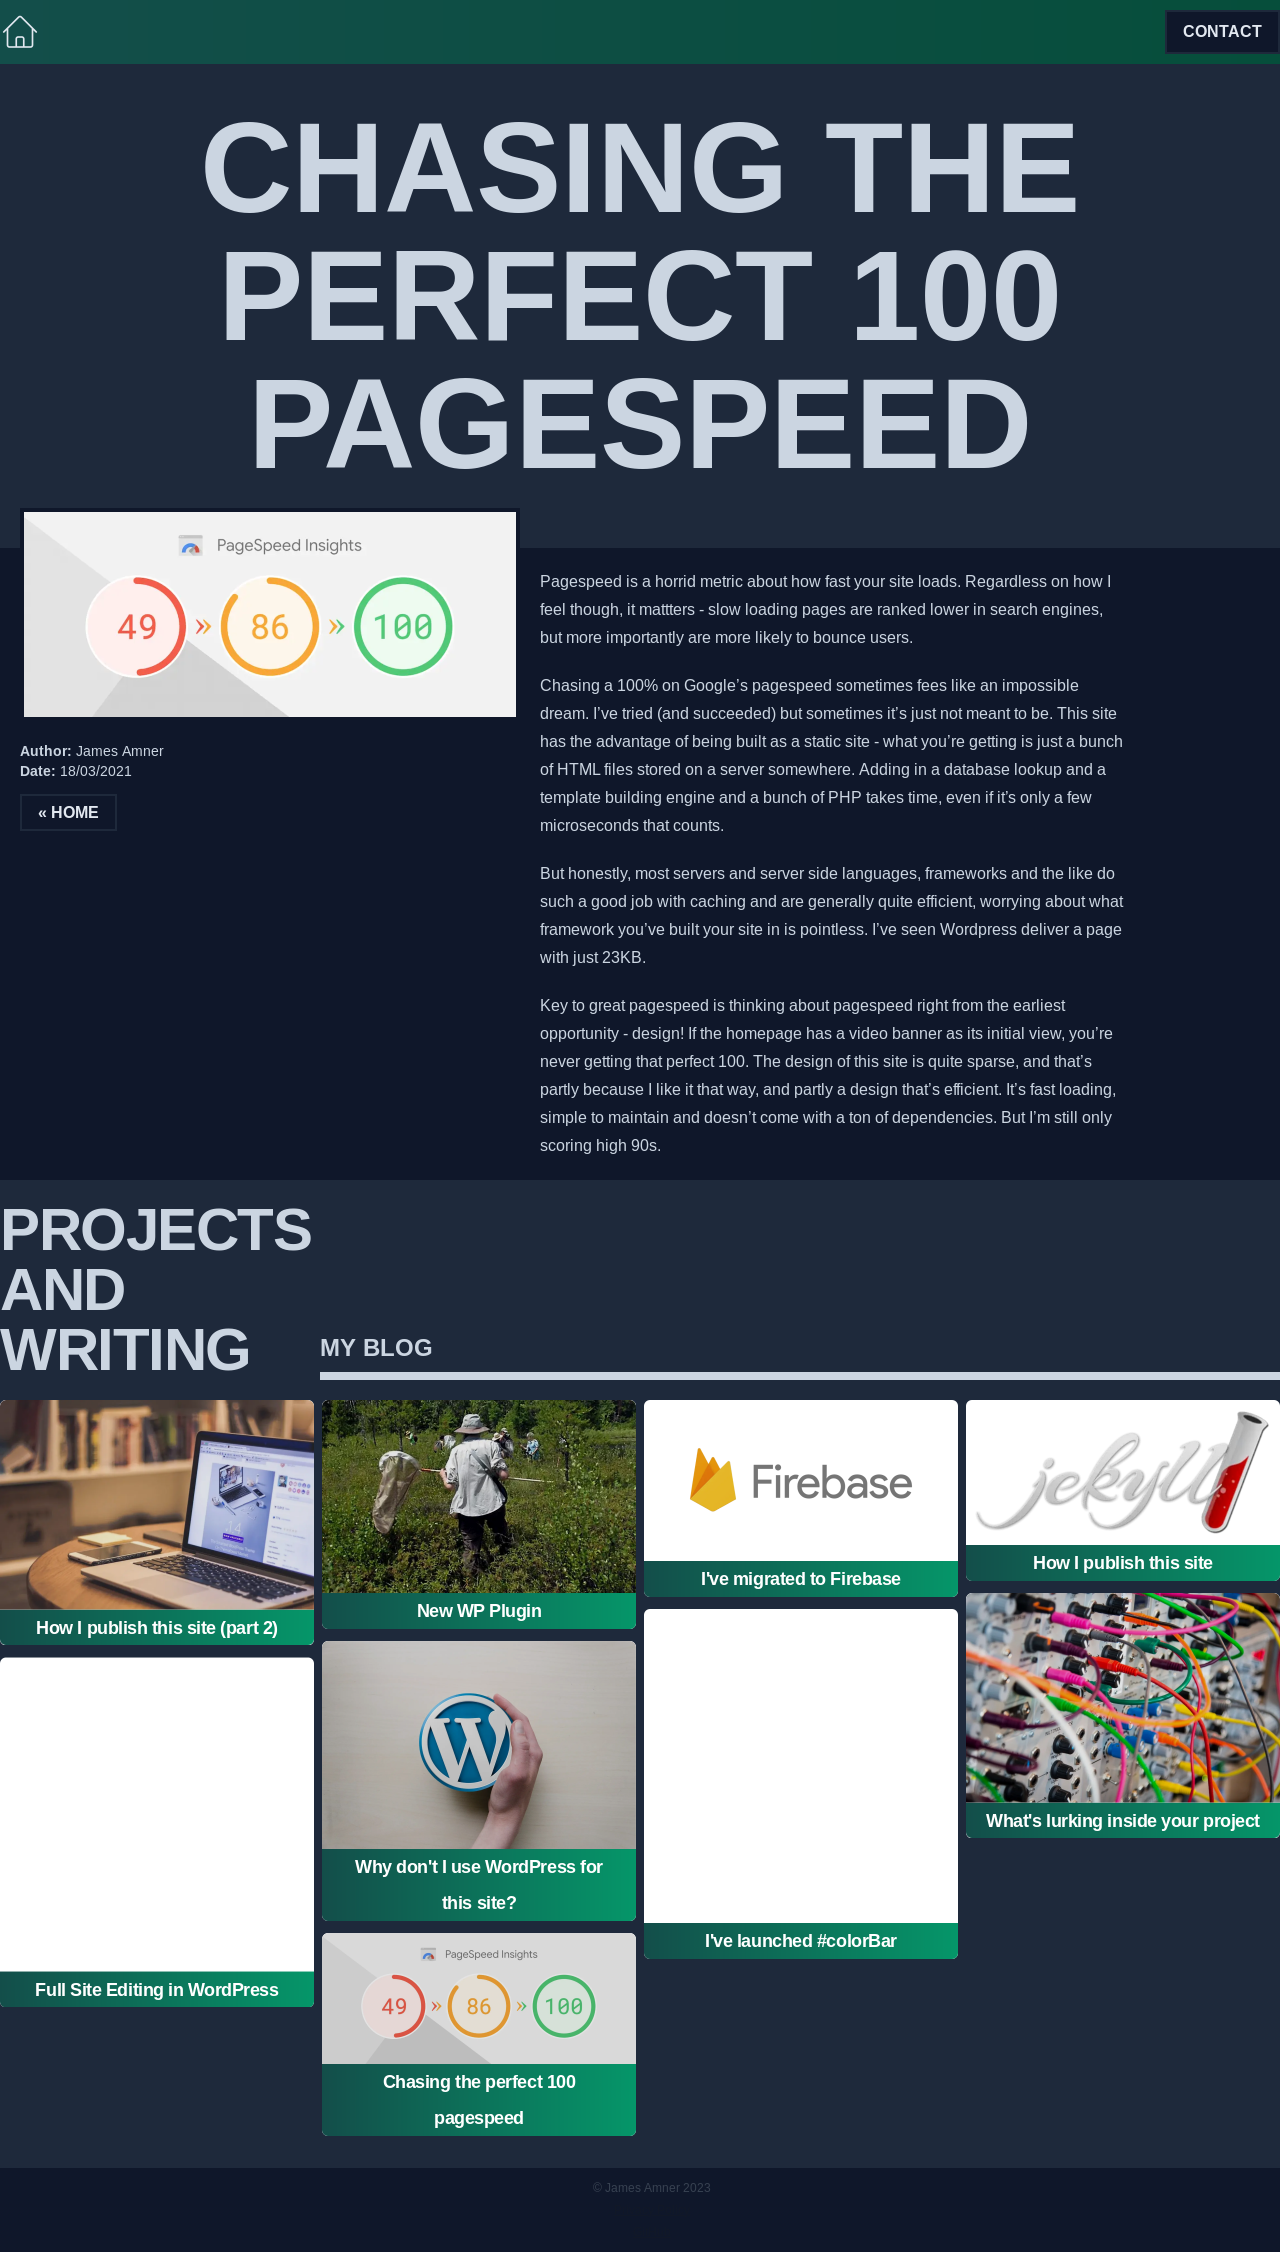 CONTACT
CHASING THE
PERFECT 100
PAGESPEED
PageSpeed Insights
49 » 86 » 100
Author: James Amner
Date: 18/03/2021
« HOME
Pagespeed is a horrid metric about how fast your site loads. Regardless on how I
feel though, it mattters - slow loading pages are ranked lower in search engines,
but more importantly are more likely to bounce users.
Chasing a 100% on Google’s pagespeed sometimes fees like an impossible
dream. I’ve tried (and succeeded) but sometimes it’s just not meant to be. This site
has the advantage of being built as a static site - what you’re getting is just a bunch
of HTML files stored on a server somewhere. Adding in a database lookup and a
template building engine and a bunch of PHP takes time, even if it’s only a few
microseconds that counts.
But honestly, most servers and server side languages, frameworks and the like do
such a good job with caching and are generally quite efficient, worrying about what
framework you’ve built your site in is pointless. I’ve seen Wordpress deliver a page
with just 23KB.
Key to great pagespeed is thinking about pagespeed right from the earliest
opportunity - design! If the homepage has a video banner as its initial view, you’re
never getting that perfect 100. The design of this site is quite sparse, and that’s
partly because I like it that way, and partly a design that’s efficient. It’s fast loading,
simple to maintain and doesn’t come with a ton of dependencies. But I’m still only
scoring high 90s.
PROJECTS
AND
WRITING
MY BLOG
How I publish this site (part 2)
Full Site Editing in WordPress
New WP Plugin
W
Why don't I use WordPress for
this site?
PageSpeed Insights
49 » 86 » 100
Chasing the perfect 100
pagespeed
Firebase
I've migrated to Firebase
I've launched #colorBar
jekyll
How I publish this site
What's lurking inside your project
© James Amner 2023